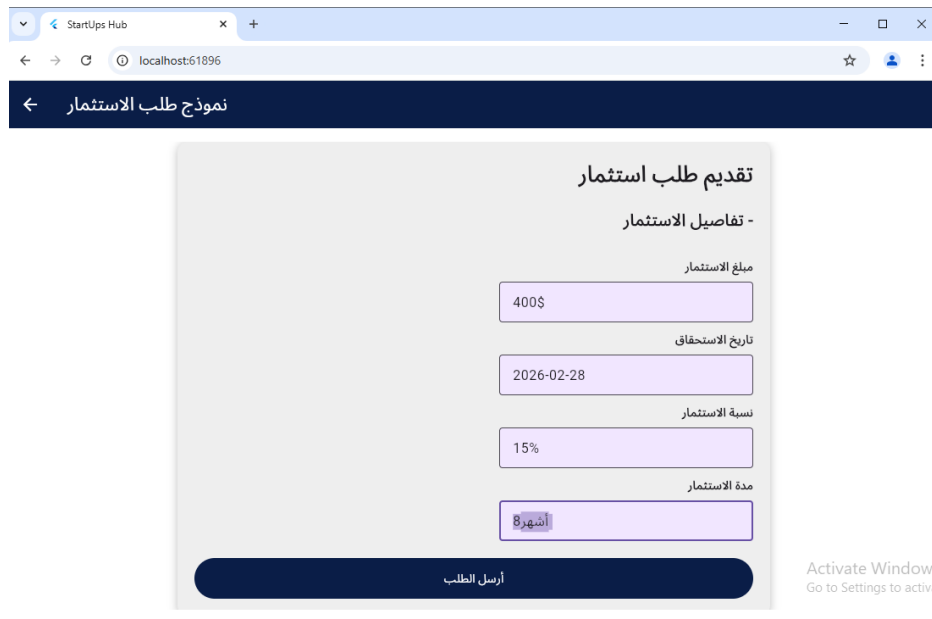 StartUps Hub
localhost:61896
نموذج طلب الاستثمار
تقديم طلب استثمار
- تفاصيل الاستثمار
مبلغ الاستثمار
400$
تاريخ الاستحقاق
2026-02-28
نسبة الاستثمار
15%
مدة الاستثمار
8أشهر
أرسل الطلب
Activate Window
Go to Settings to activ